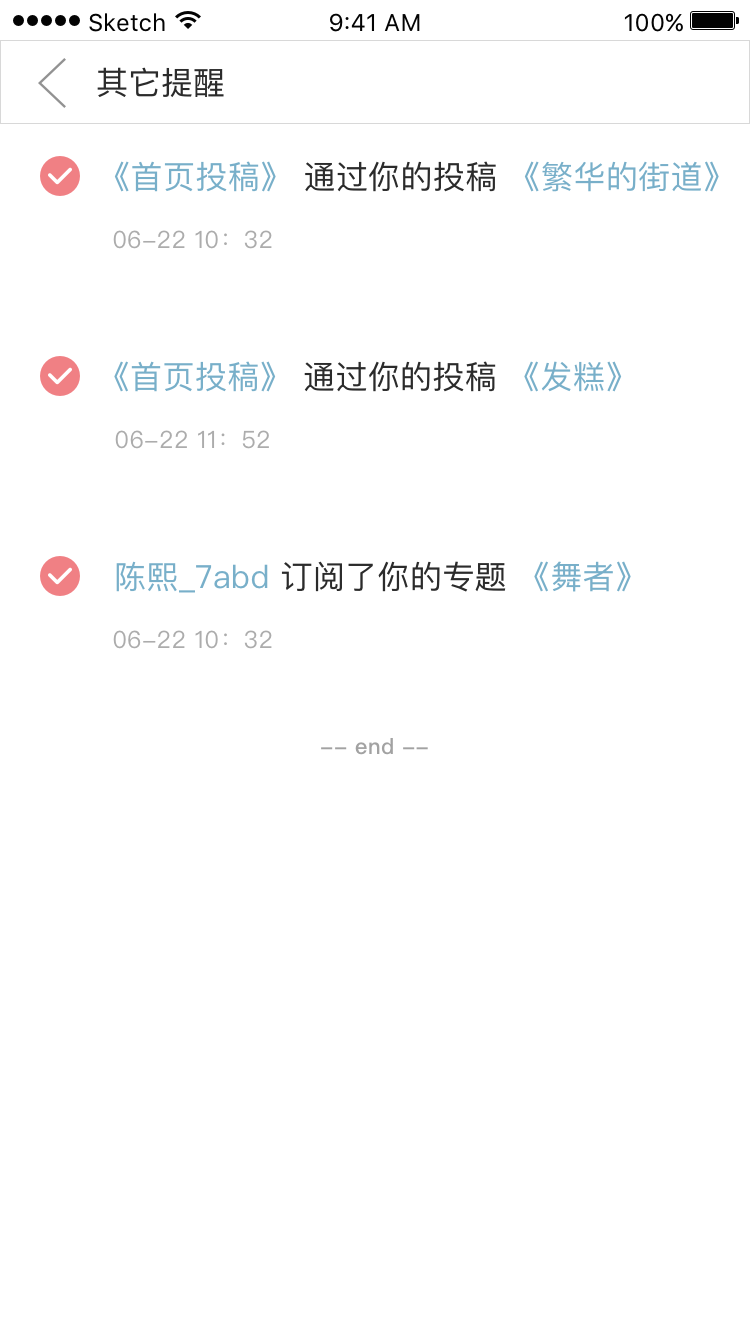 Sketch 9:41 AM 100%
其它提醒
《首页投稿》 通过你的投稿 《繁华的街道》
06-22 10：32
《首页投稿》 通过你的投稿 《发糕》
06-22 11：52
陈熙_7abd 订阅了你的专题 《舞者》
06-22 10：32
-- end --